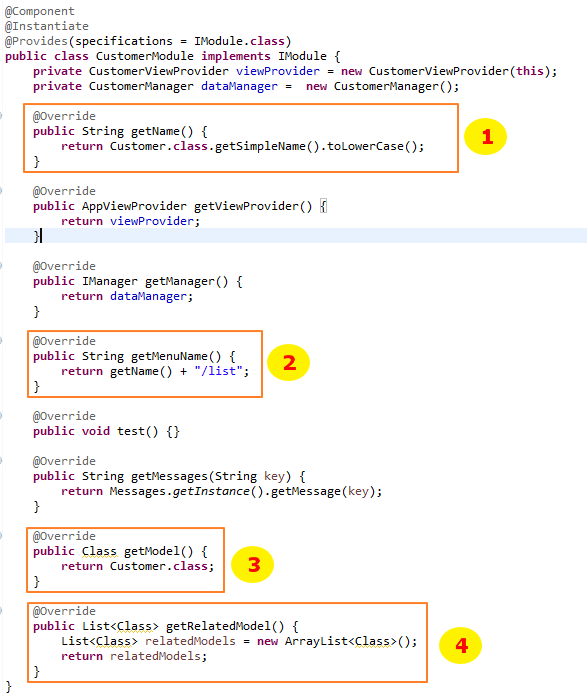 @Component
@Instantiate
@Provides(specifications = IModule.class)
public class CustomerModule implements IModule {
    private CustomerViewProvider viewProvider = new CustomerViewProvider(this);
    private CustomerManager dataManager =  new CustomerManager();
    @Override
    public String getName() {
        return Customer.class.getSimpleName().toLowerCase();
    }
1
    @Override
    public AppViewProvider getViewProvider() {
        return viewProvider;
    }
    @Override
    public IManager getManager() {
        return dataManager;
    }
    @Override
    public String getMenuName() {
        return getName() + "/list";
    }
2
    @Override
    public void test() {}
    @Override
    public String getMessages(String key) {
        return Messages.getInstance().getMessage(key);
    }
    @Override
    public Class getModel() {
        return Customer.class;
    }
3
    @Override
    public List<Class> getRelatedModel() {
        List<Class> relatedModels = new ArrayList<Class>();
        return relatedModels;
    }
4
}